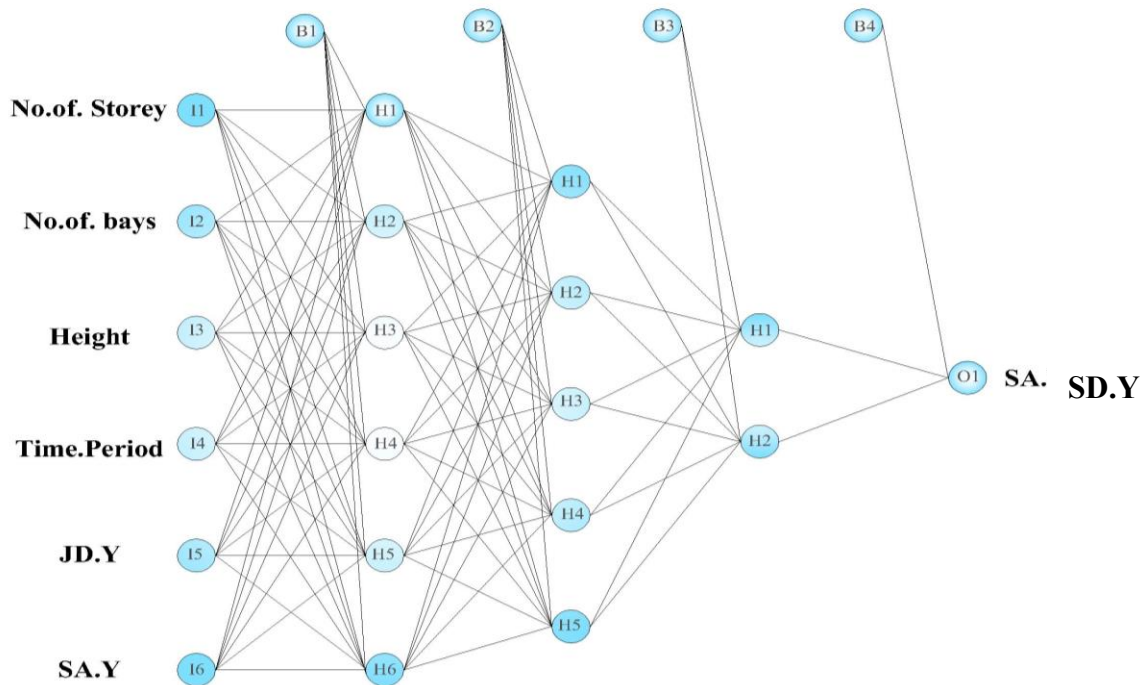 B1 B2 B3 B4
No.of. Storey I1 H1
H1
No.of. bays I2 H2
H2
Height I3 H3 H1
O1 SA. SD.Y
H3
Time.Period I4 H4 H2
H4
JD.Y I5 H5
H5
SA.Y I6 H6